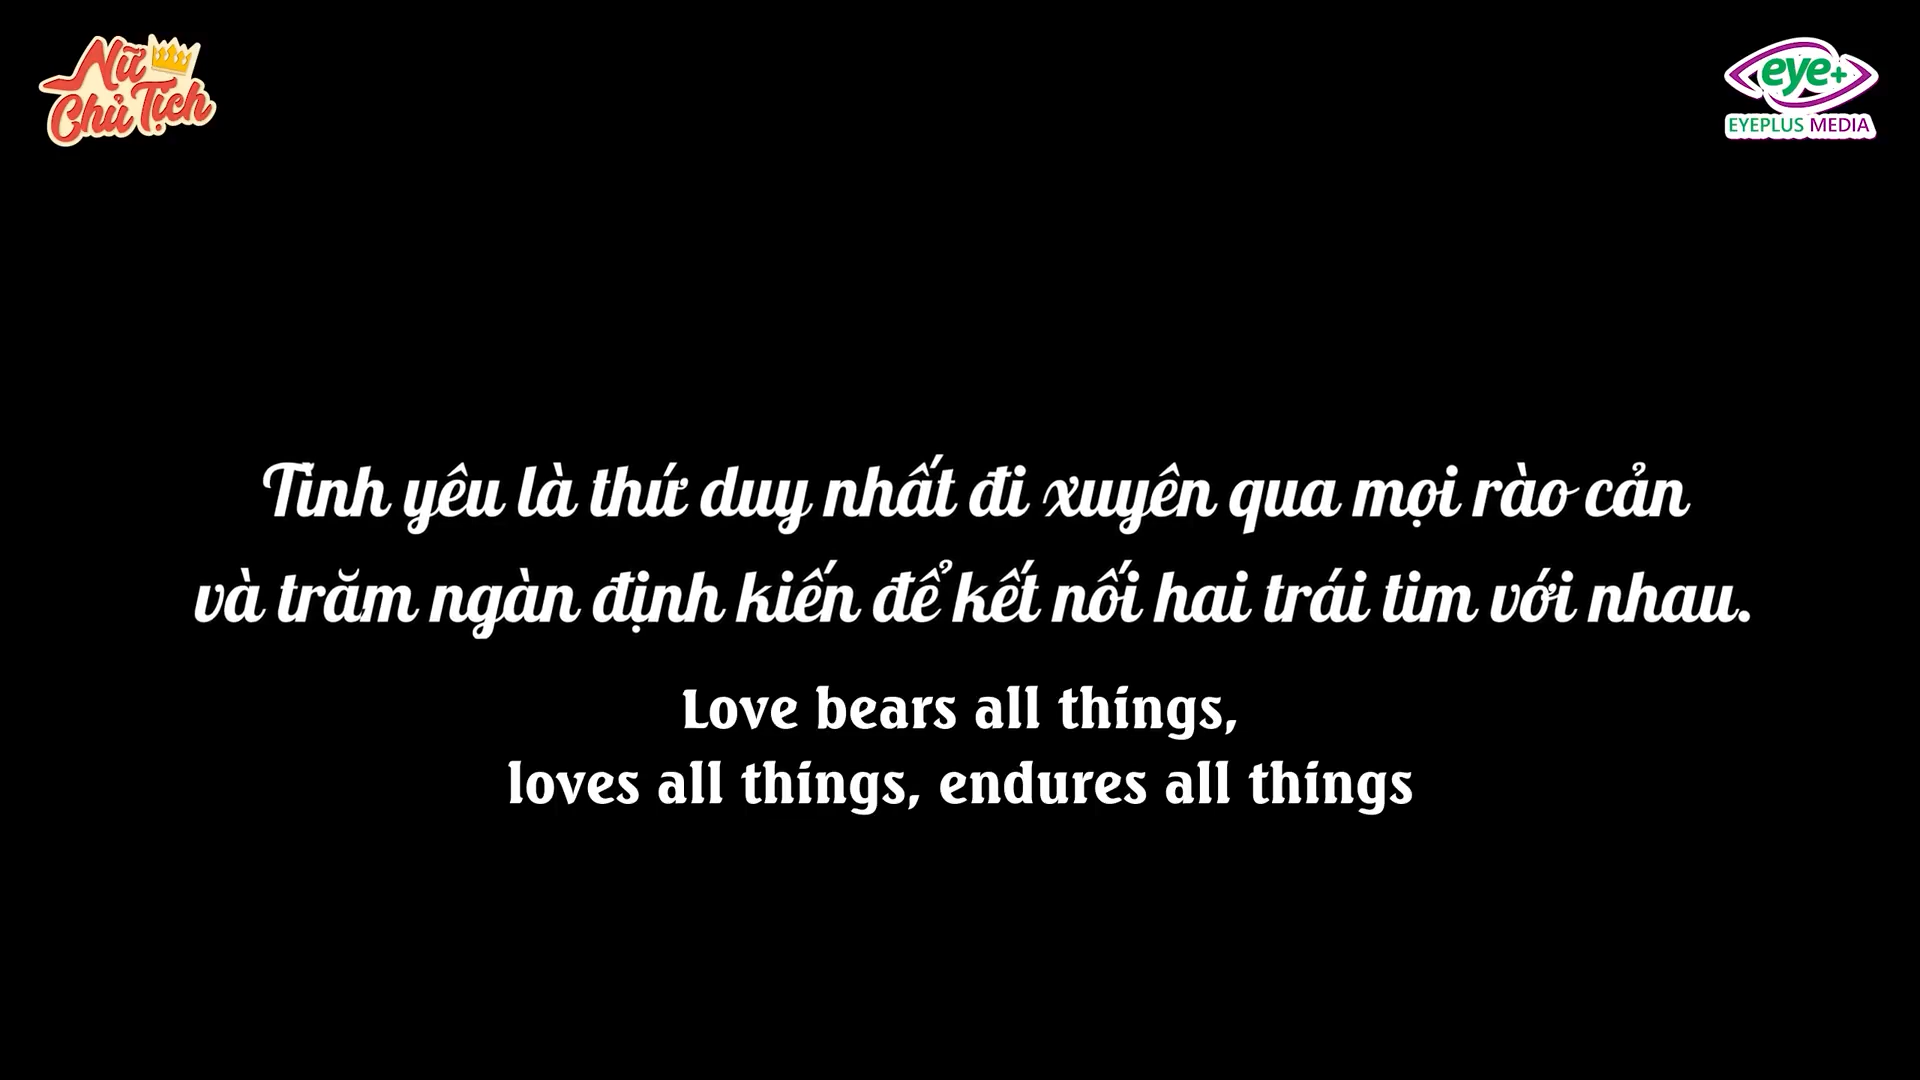 Nữ
Chủ Tịch
eye+
EYEPLUS MEDIA
Tình yêu là thứ duy nhất đi xuyên qua mọi rào cản
và trăm ngàn định kiến để kết nối hai trái tim với nhau.
Love bears all things,
loves all things, endures all things